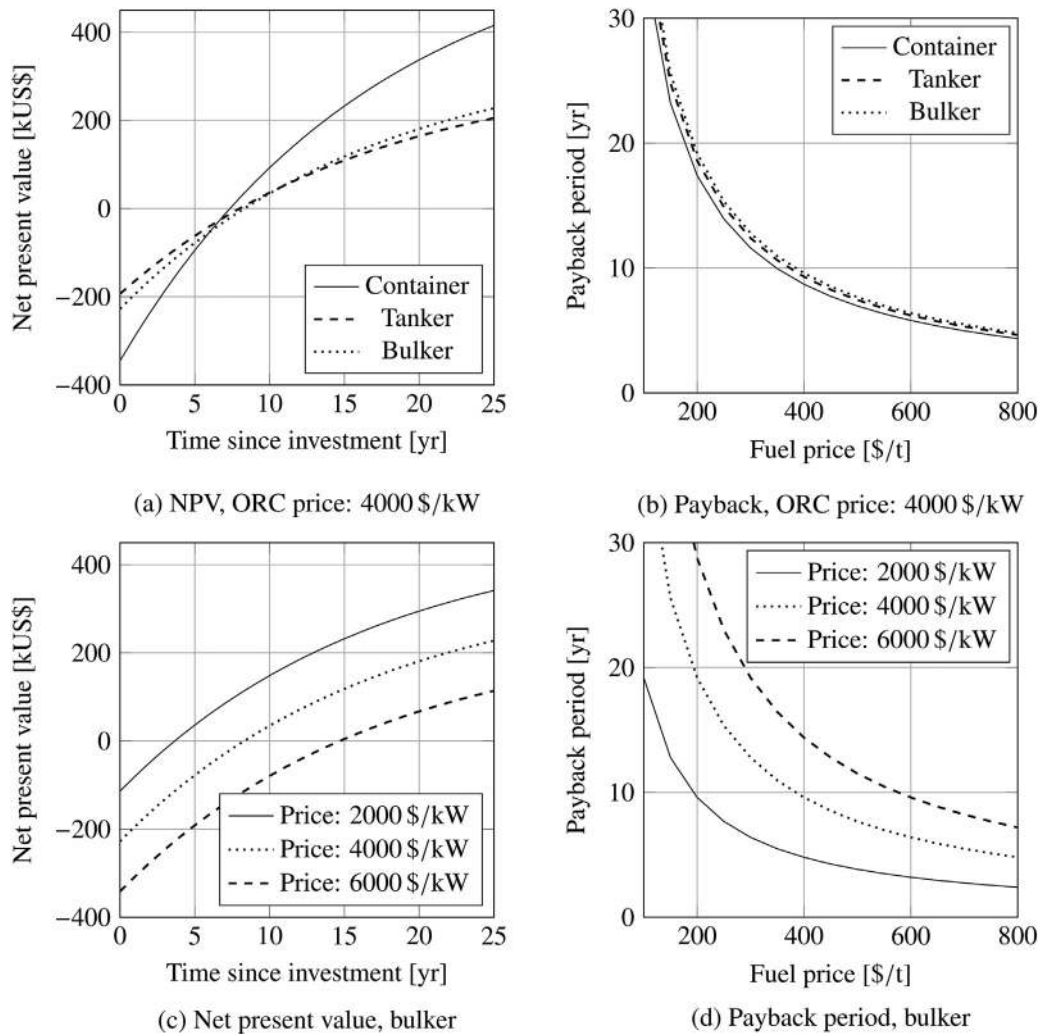 400
200
0
−200
−400
0
5
10
15
20
25
Net present value [kUS$]
Time since investment [yr]
Container
Tanker
Bulker
(a) NPV, ORC price: 4000 $/kW
30
20
10
0
200
400
600
800
Payback period [yr]
Fuel price [$/t]
Container
Tanker
Bulker
(b) Payback, ORC price: 4000 $/kW
400
200
0
−200
−400
0
5
10
15
20
25
Net present value [kUS$]
Time since investment [yr]
Price: 2000 $/kW
Price: 4000 $/kW
Price: 6000 $/kW
(c) Net present value, bulker
30
20
10
0
200
400
600
800
Payback period [yr]
Fuel price [$/t]
Price: 2000 $/kW
Price: 4000 $/kW
Price: 6000 $/kW
(d) Payback period, bulker